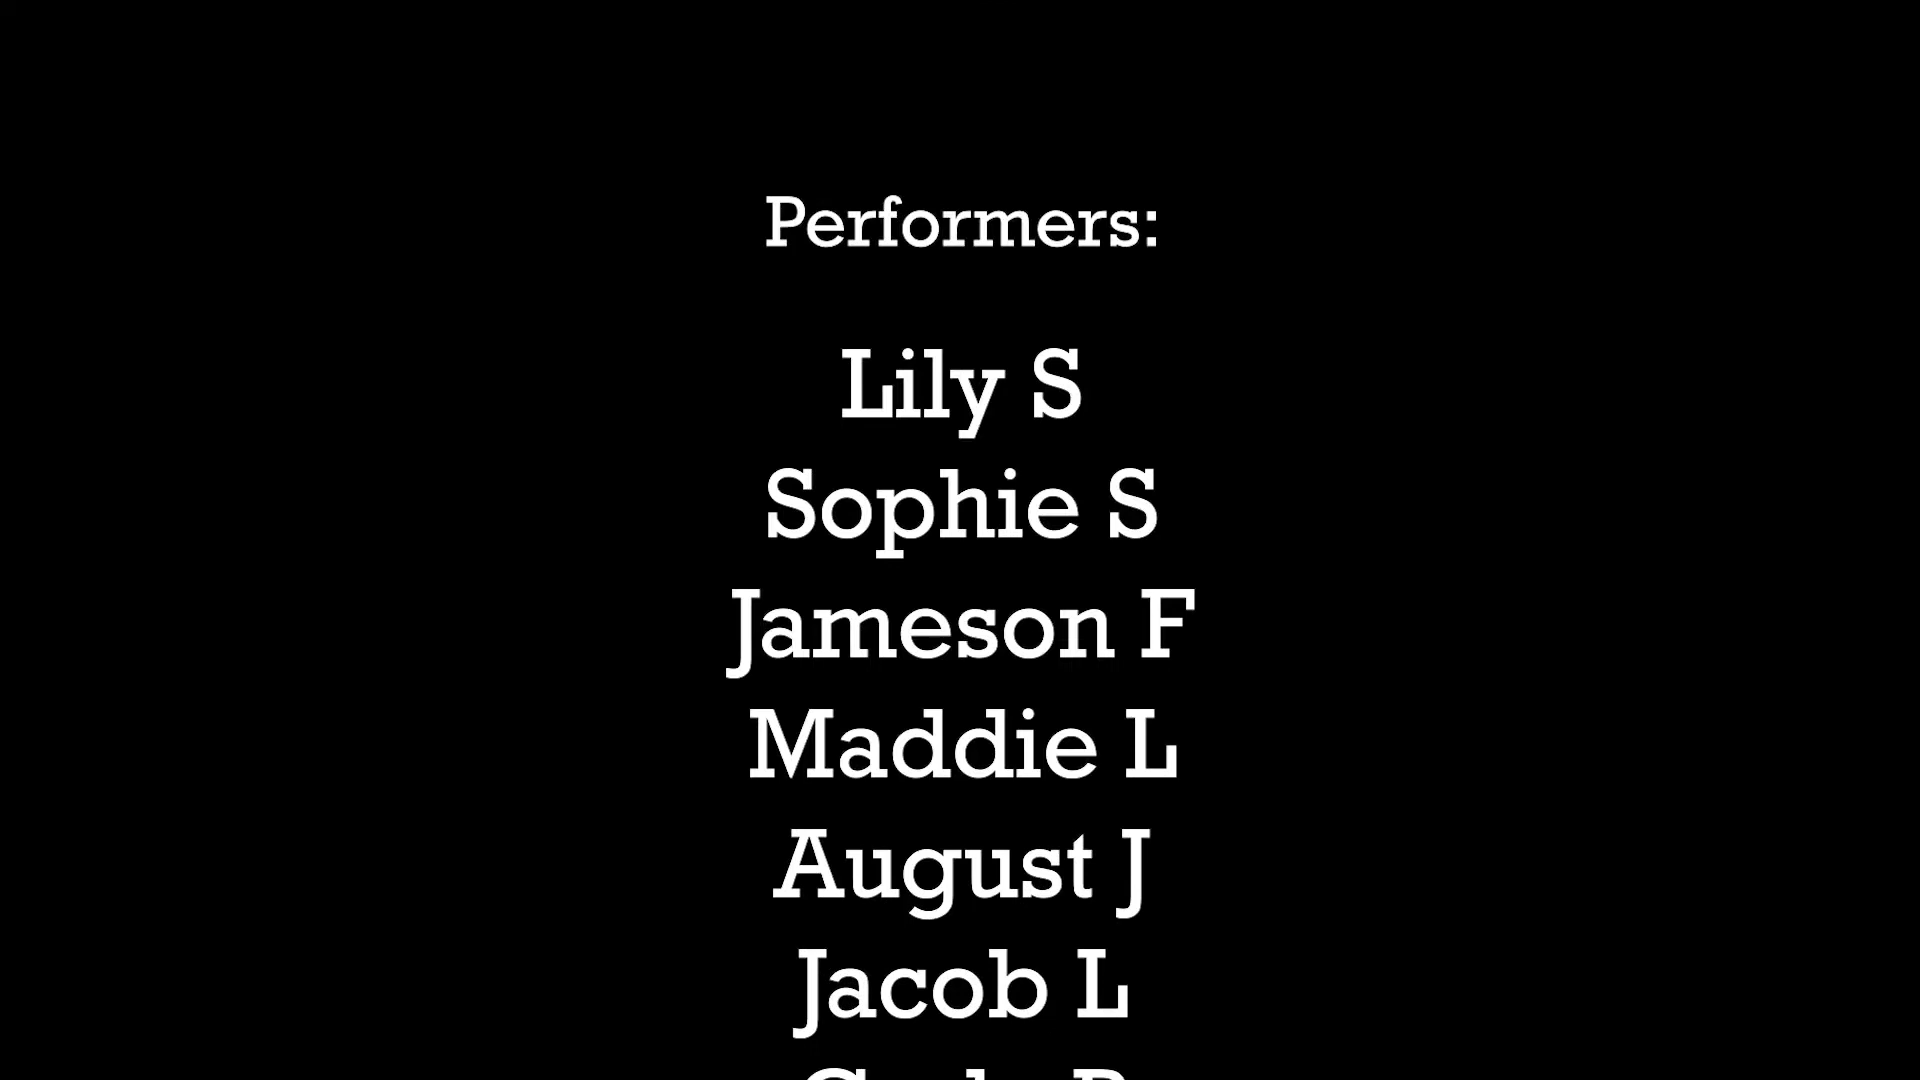 Performers:
Lily S
Sophie S
Jameson F
Maddie L
August J
Jacob L